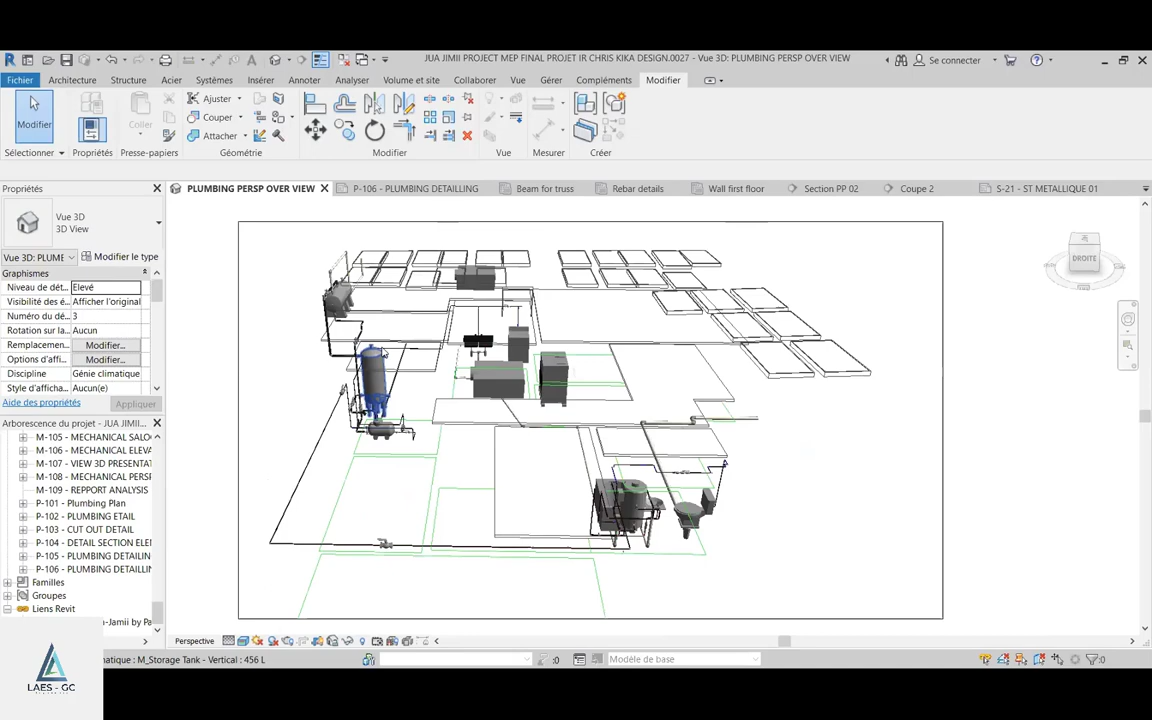 JUA JIMII PROJECT MEP FINAL PROJET IR CHRIS KIKA DESIGN.0027 - Vue 3D: PLUMBING PERSP OVER VIEW
Se connecter
Fichier
Architecture
Structure
Acier
Systèmes
Insérer
Annoter
Analyser
Volume et site
Collaborer
Vue
Gérer
Compléments
Modifier
Modifier
Coller
Ajuster
Couper
Attacher
Sélectionner
Propriétés
Presse-papiers
Géométrie
Modifier
Vue
Mesurer
Créer
Propriétés
PLUMBING PERSP OVER VIEW
P-106 - PLUMBING DETAILLING
Beam for truss
Rebar details
Wall first floor
Section PP 02
Coupe 2
S-21 - ST METALLIQUE 01
Vue 3D
3D View
Vue 3D: PLUME
Modifier le type
Graphismes
Niveau de dét... Elevé
Visibilité des é... Afficher l'original
Numéro du dé... 3
Rotation sur la... Aucun
Remplacemen... Modifier...
Options d'affi... Modifier...
Discipline Génie climatique
Style d'afficha... Aucun(e)
Aide des propriétés
Appliquer
Arborescence du projet - JUA JIMII...
M-105 - MECHANICAL SALO
M-106 - MECHANICAL ELEVA
M-107 - VIEW 3D PRESENTAT
M-108 - MECHANICAL PERSP
M-109 - REPPORT ANALYSIS
P-101 - Plumbing Plan
P-102 - PLUMBING ETAIL
P-103 - CUT OUT DETAIL
P-104 - DETAIL SECTION ELEN
P-105 - PLUMBING DETAILIN
P-106 - PLUMBING DETAILLIN
Familles
Groupes
Liens Revit
a-Jamii by Pa
DROITE
Perspective
LAES - GC
matique : M_Storage Tank - Vertical : 456 L
:0
Modèle de base
:0